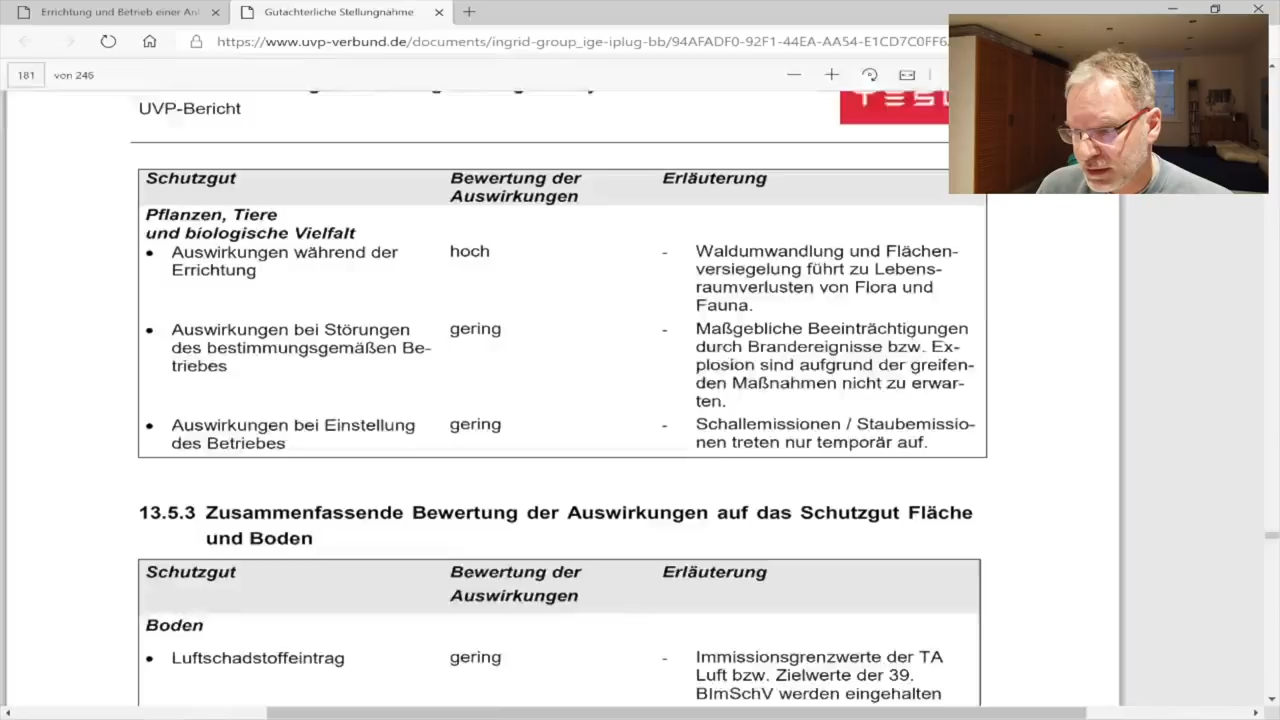 Errichtung und Betrieb einer An
Gutachterliche Stellungnahme
https://www.uvp-verbund.de/documents/ingrid-group_ige-iplug-bb/94AFADF0-92F1-44EA-AA54-E1CD7C0FF6
181 von 246
UVP-Bericht
TESL
Schutzgut Bewertung der Auswirkungen Erläuterung
Pflanzen, Tiere
und biologische Vielfalt
• Auswirkungen während der
Errichtung
hoch
- Waldumwandlung und Flächen-
versiegelung führt zu Lebens-
raumverlusten von Flora und
Fauna.
• Auswirkungen bei Störungen
des bestimmungsgemäßen Be-
triebes
gering
- Maßgebliche Beeinträchtigungen
durch Brandereignisse bzw. Ex-
plosion sind aufgrund der greifen-
den Maßnahmen nicht zu erwar-
ten.
• Auswirkungen bei Einstellung
des Betriebes
gering
- Schallemissionen / Staubemissio-
nen treten nur temporär auf.
13.5.3 Zusammenfassende Bewertung der Auswirkungen auf das Schutzgut Fläche
und Boden
Schutzgut Bewertung der Auswirkungen Erläuterung
Boden
• Luftschadstoffeintrag
gering
- Immissionsgrenzwerte der TA
Luft bzw. Zielwerte der 39.
BImSchV werden eingehalten